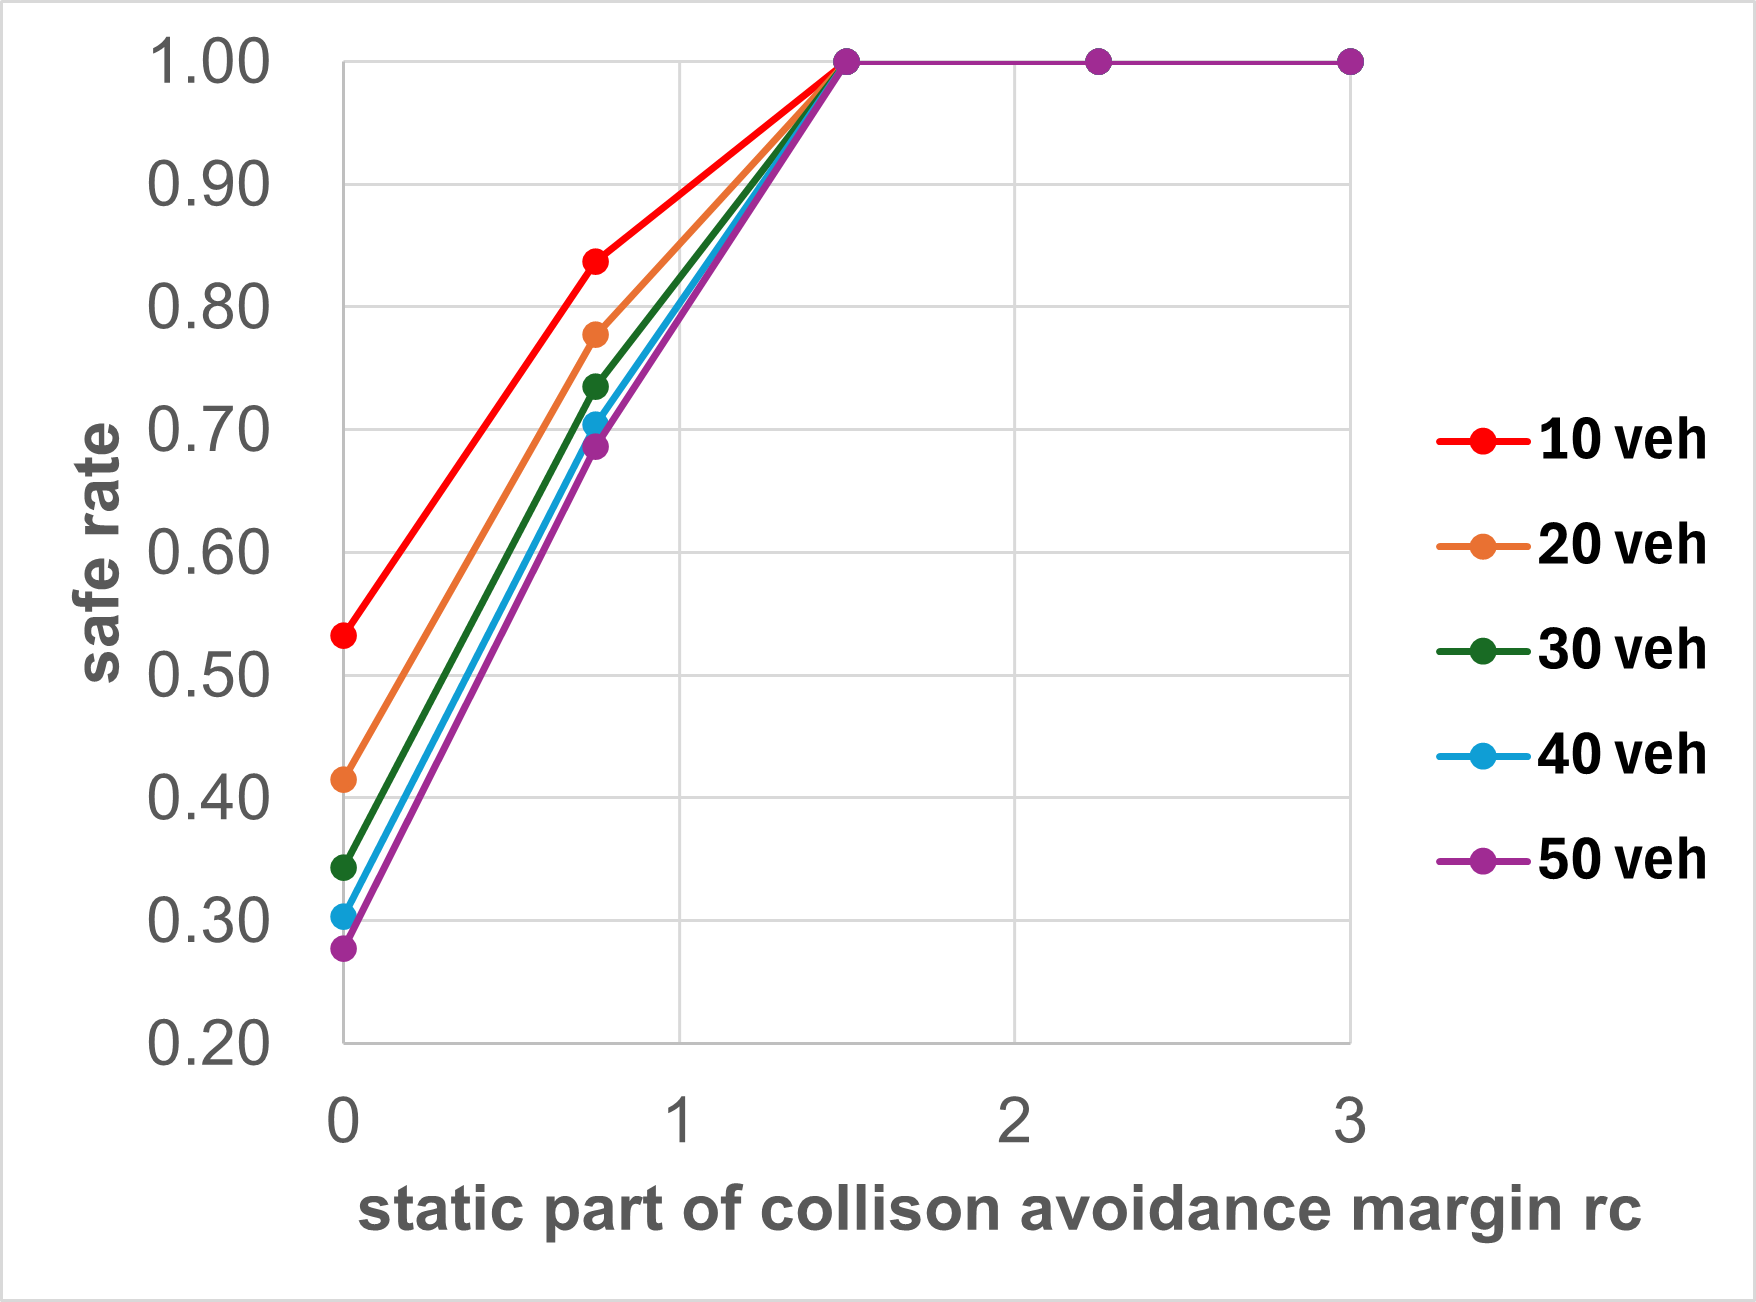 1.00
0.90
0.80
0.70
0.60
0.50
0.40
0.30
0.20
safe rate
0 1 2 3
static part of collison avoidance margin rc
10 veh
20 veh
30 veh
40 veh
50 veh